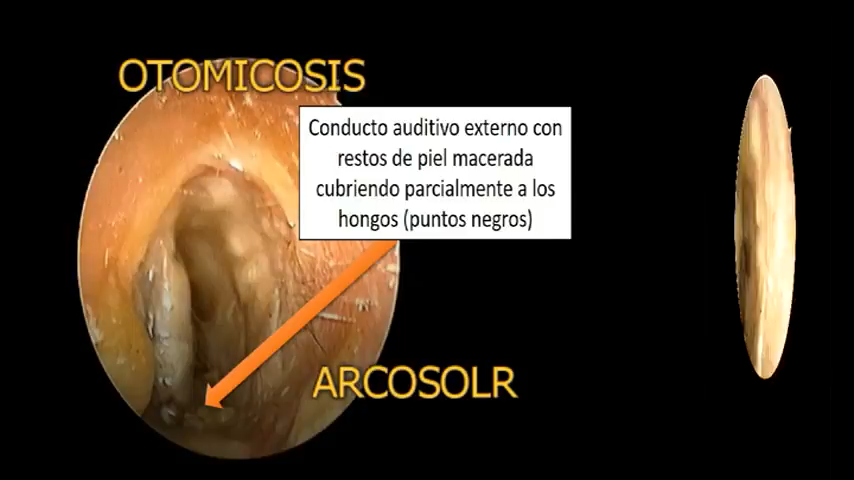 OTOMICOSIS
Conducto auditivo externo con
restos de piel macerada
cubriendo parcialmente a los
hongos (puntos negros)
ARCOSOLR